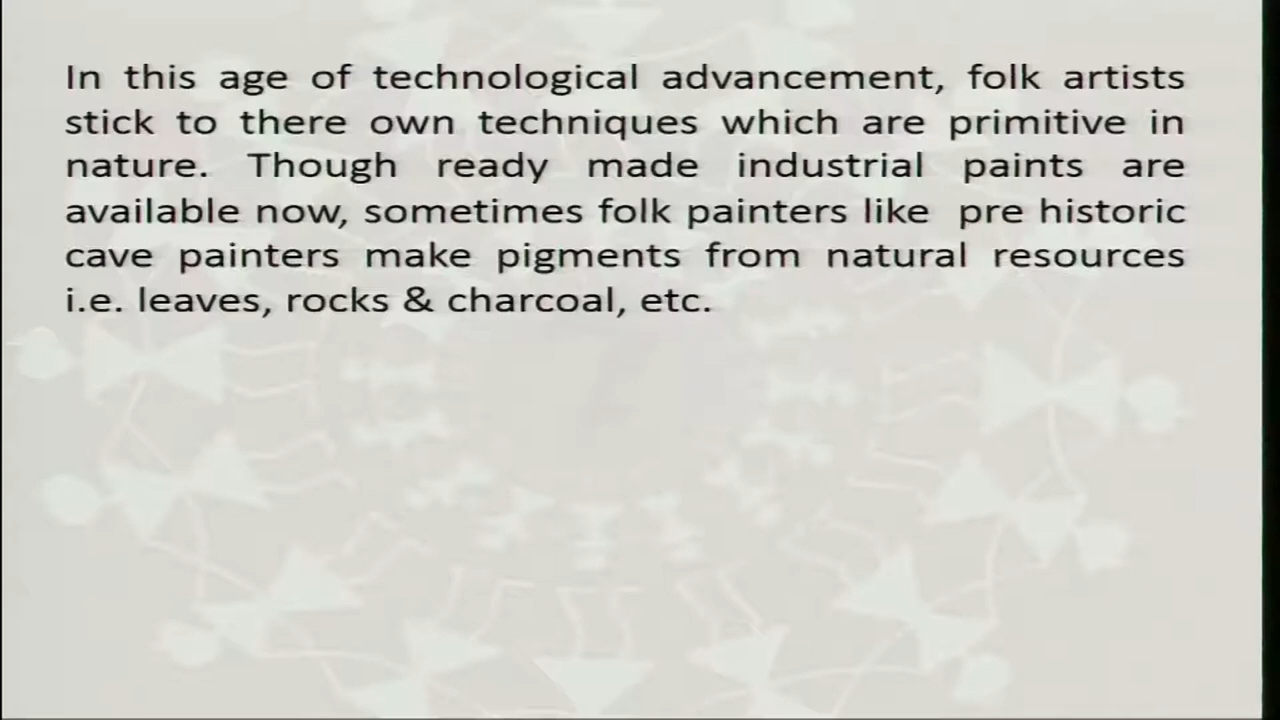 In this age of technological advancement, folk artists
stick to there own techniques which are primitive in
nature. Though ready made industrial paints are
available now, sometimes folk painters like pre historic
cave painters make pigments from natural resources
i.e. leaves, rocks & charcoal, etc.